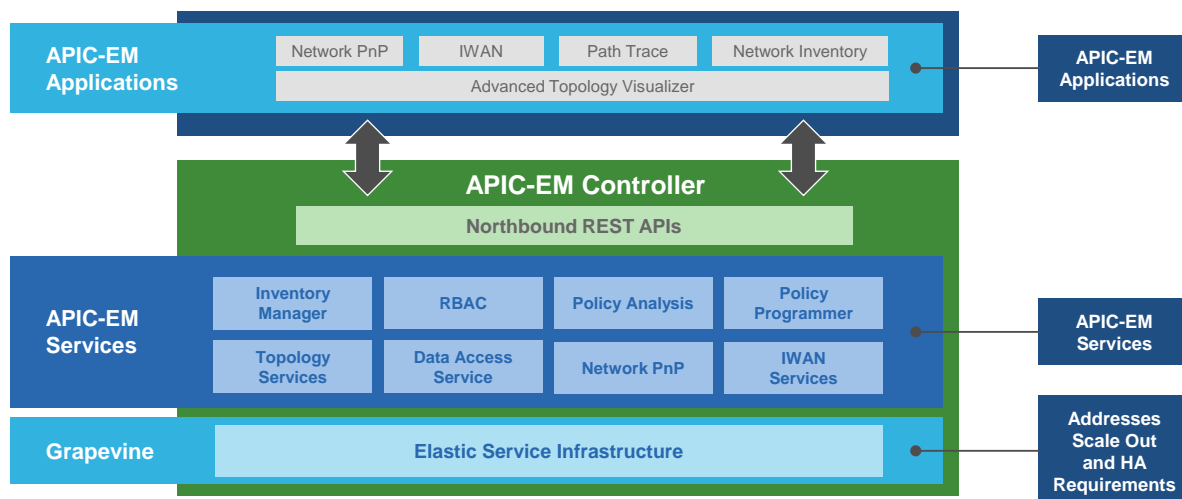 APIC-EM
Applications
Network PnP
IWAN
Path Trace
Network Inventory
Advanced Topology Visualizer
APIC-EM
Applications
APIC-EM Controller
Northbound REST APIs
APIC-EM
Services
Inventory
Manager
RBAC
Policy Analysis
Policy
Programmer
Topology
Services
Data Access
Service
Network PnP
IWAN
Services
APIC-EM
Services
Grapevine
Elastic Service Infrastructure
Addresses
Scale Out
and HA
Requirements